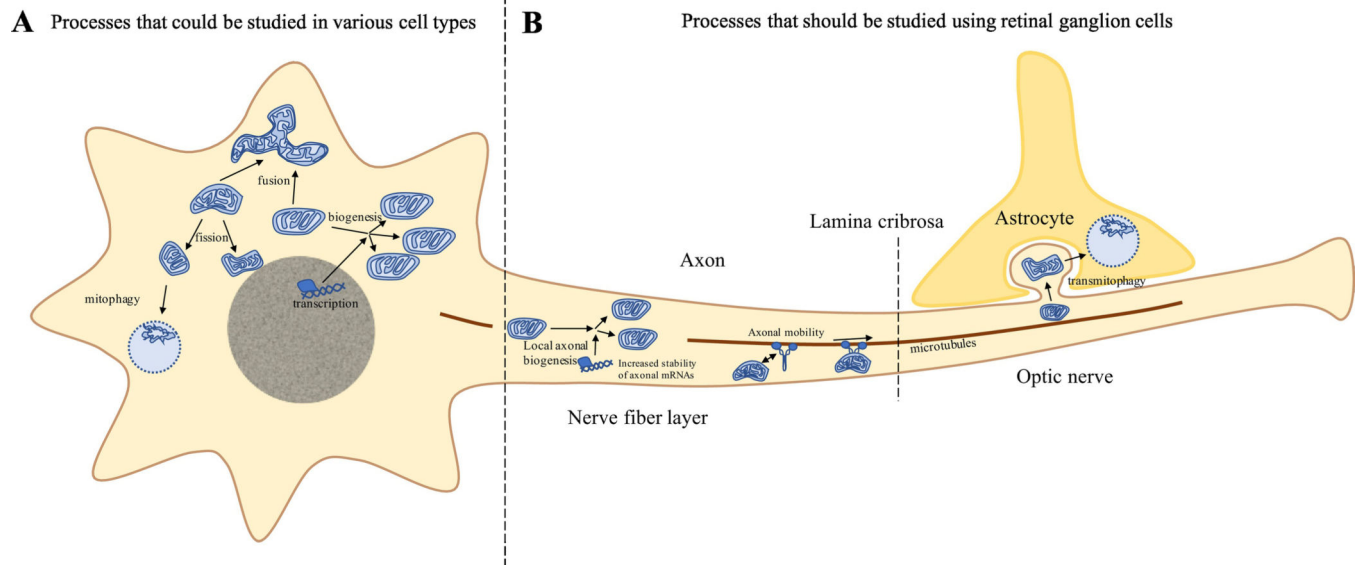 A Processes that could be studied in various cell types
B Processes that should be studied using retinal ganglion cells
fusion
biogenesis
fission
mitophagy
transcription
Axon
Lamina cribrosa
Astrocyte
transmitophagy
Local axonal
biogenesis
Increased stability
of axonal mRNAs
Axonal mobility
microtubules
Nerve fiber layer
Optic nerve